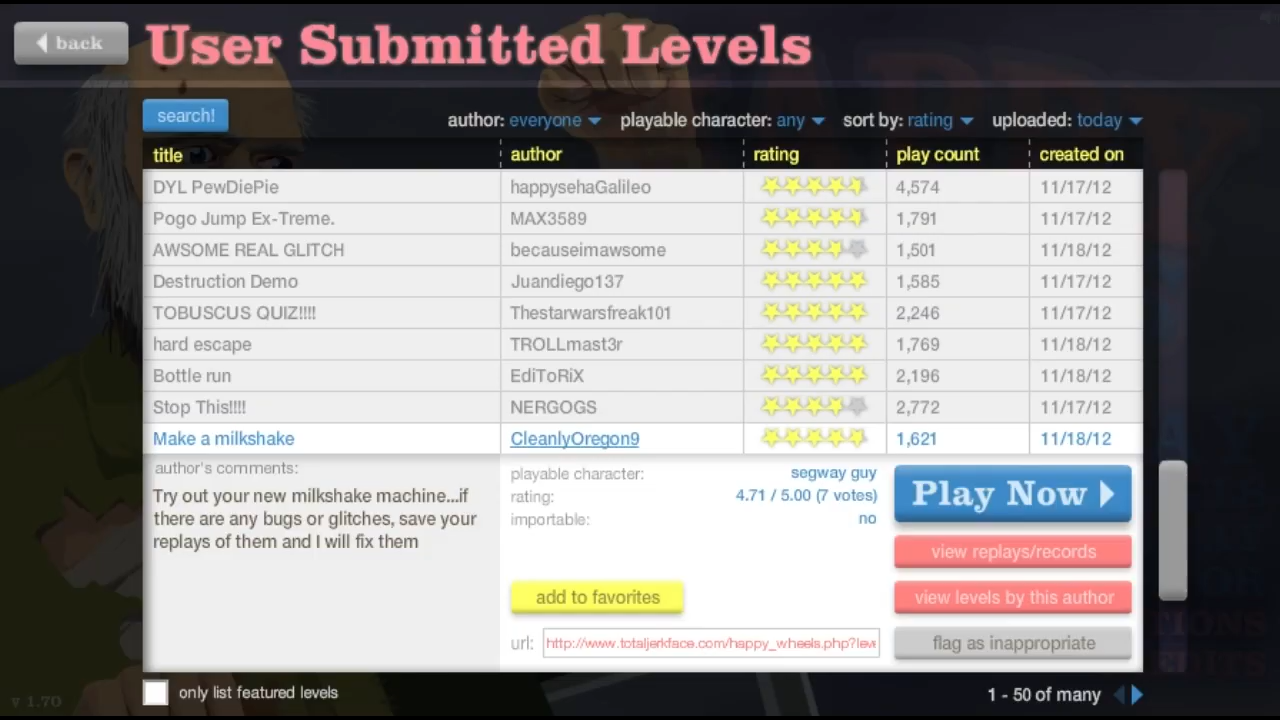 back
User Submitted Levels
search!
author: everyone playable character: any sort by: rating uploaded: today
title author rating play count created on
DYL PewDiePie happysehaGalileo 4,574 11/17/12
Pogo Jump Ex-Treme. MAX3589 1,791 11/17/12
AWSOME REAL GLITCH becauseimawsome 1,501 11/18/12
Destruction Demo Juandiego137 1,585 11/17/12
TOBUSCUS QUIZ!!!! Thestarwarsfreak101 2,246 11/17/12
hard escape TROLLmast3r 1,769 11/18/12
Bottle run EdiToRiX 2,196 11/18/12
Stop This!!!! NERGOGS 2,772 11/17/12
Make a milkshake CleanlyOregon9 1,621 11/18/12
author's comments:
Try out your new milkshake machine...if
there are any bugs or glitches, save your
replays of them and I will fix them
playable character: segway guy
rating: 4.71 / 5.00 (7 votes)
importable: no
add to favorites
url: http://www.totaljerkface.com/happy_wheels.php?lev
Play Now
view replays/records
view levels by this author
flag as inappropriate
only list featured levels
1 - 50 of many
v 1.70